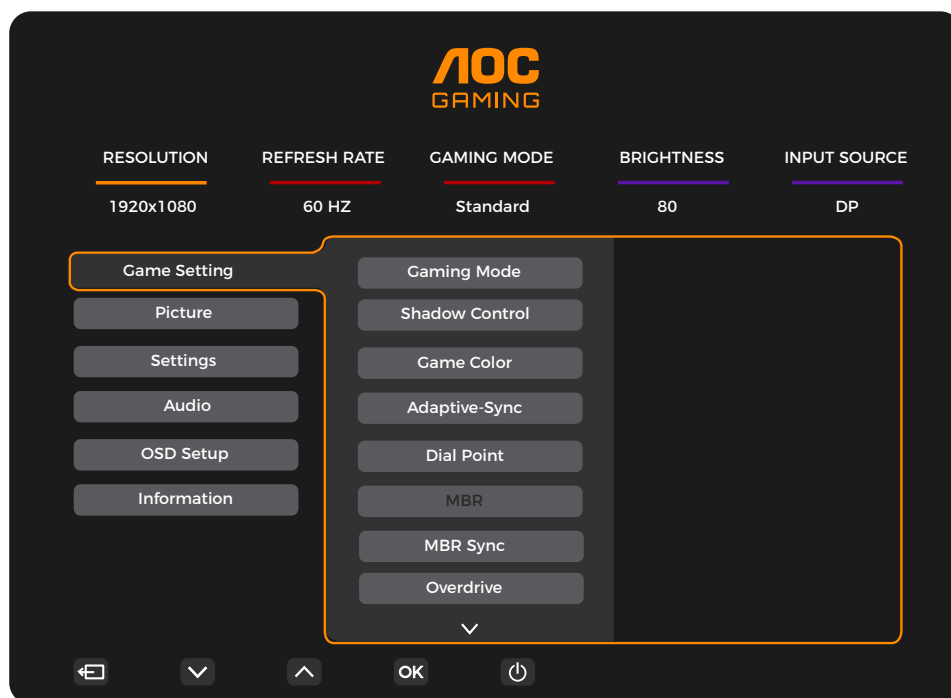 AOC
GAMING
RESOLUTION REFRESH RATE GAMING MODE BRIGHTNESS INPUT SOURCE
1920x1080 60 HZ Standard 80 DP
Game Setting
Picture
Settings
Audio
OSD Setup
Information
Gaming Mode
Shadow Control
Game Color
Adaptive-Sync
Dial Point
MBR
MBR Sync
Overdrive
OK